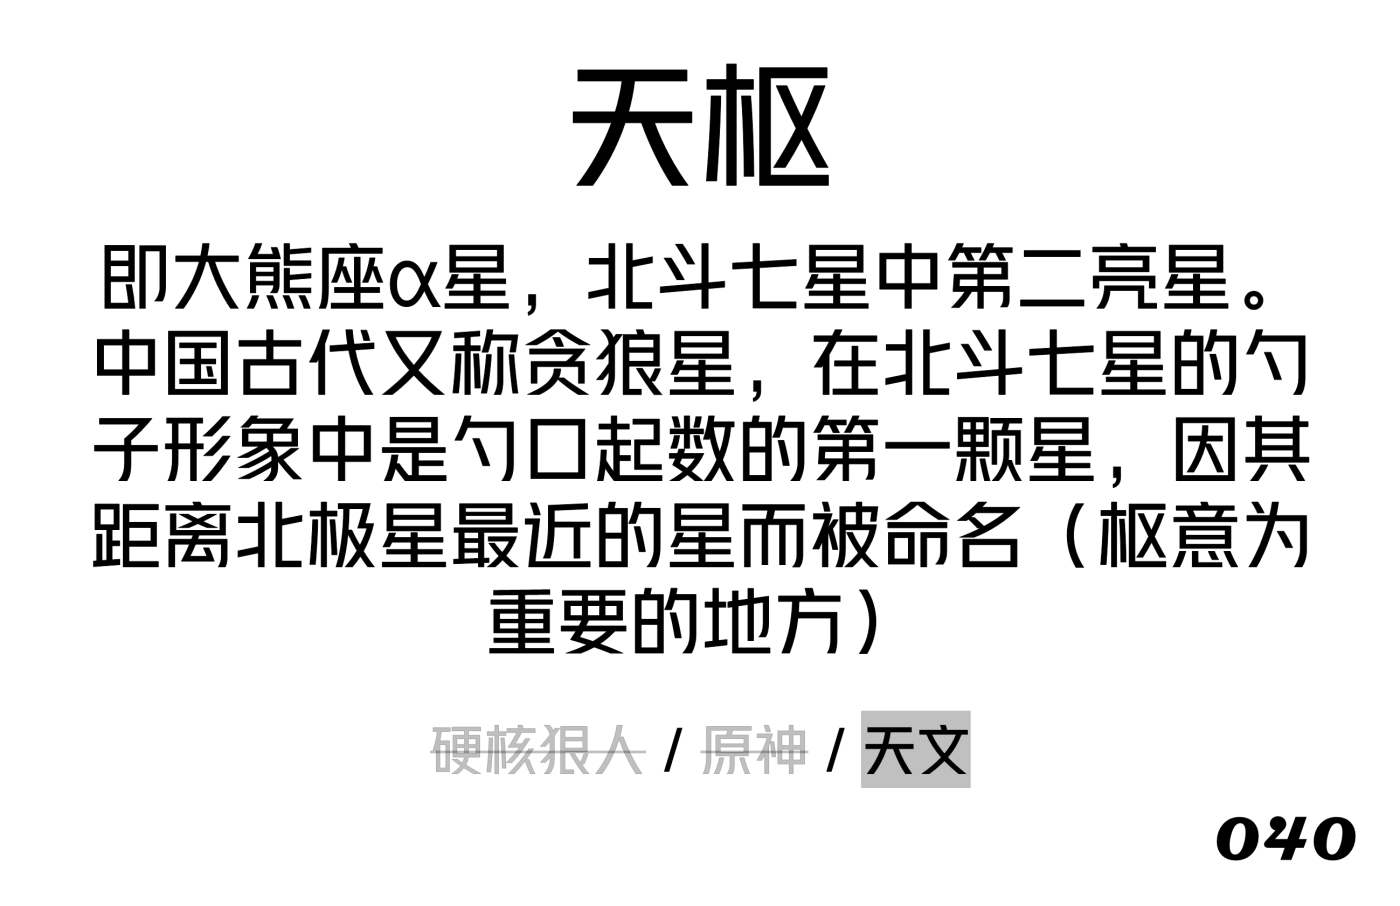 天枢
即大熊座α星，北斗七星中第二亮星。
中国古代又称贪狼星，在北斗七星的勺
子形象中是勺口起数的第一颗星，因其
距离北极星最近的星而被命名（枢意为
重要的地方）
硬核狠人 / 原神 / 天文
040